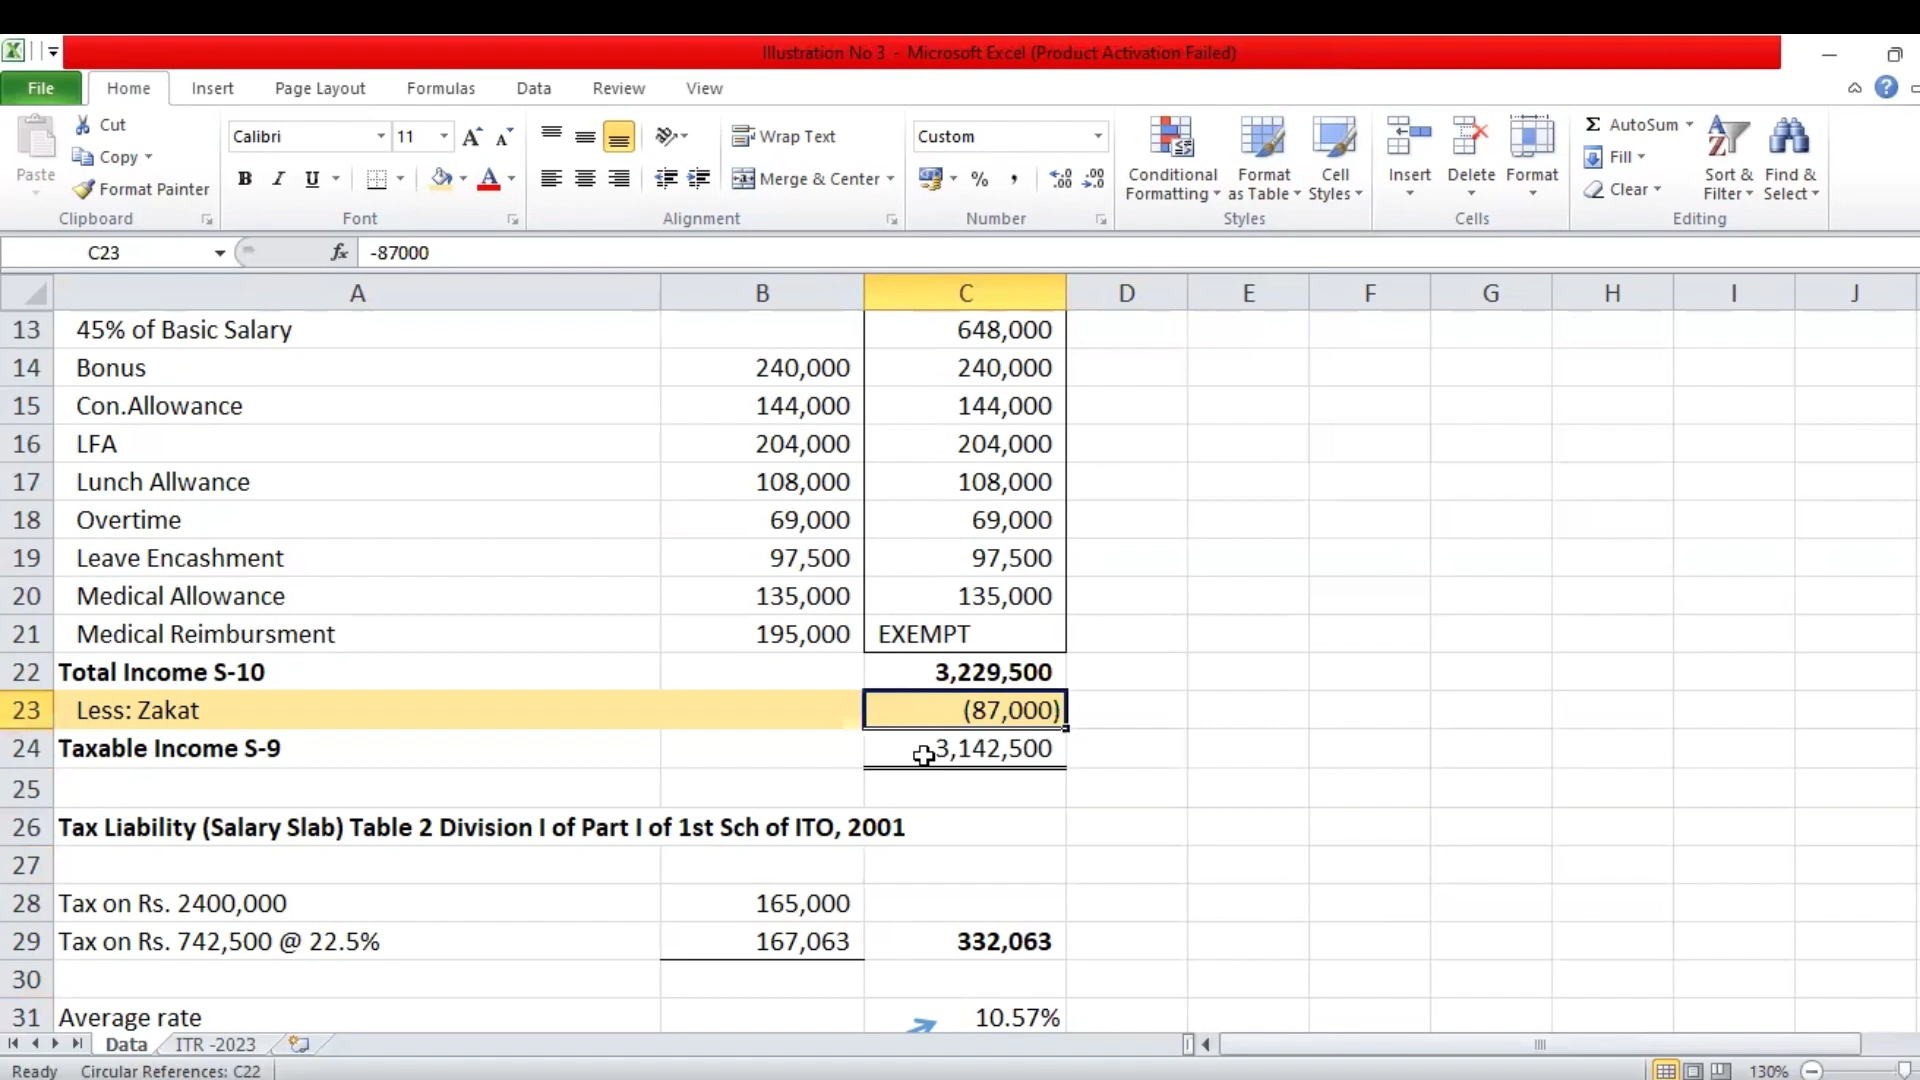 Illustration No 3 - Microsoft Excel (Product Activation Failed)
File Home Insert Page Layout Formulas Data Review View
Paste
Cut
Copy
Format Painter
Clipboard
Calibri 11
B I U
Font
Wrap Text
Merge & Center
Alignment
Custom
%
Number
Conditional Formatting
Format as Table
Cell Styles
Styles
Insert
Delete
Format
Cells
Σ AutoSum
Fill
Clear
Sort & Filter
Find & Select
Editing
C23 fx -87000
A B C D E F G H I J
13 45% of Basic Salary 648,000
14 Bonus 240,000 240,000
15 Con.Allowance 144,000 144,000
16 LFA 204,000 204,000
17 Lunch Allwance 108,000 108,000
18 Overtime 69,000 69,000
19 Leave Encashment 97,500 97,500
20 Medical Allowance 135,000 135,000
21 Medical Reimbursment 195,000 EXEMPT
22 Total Income S-10 3,229,500
23 Less: Zakat (87,000)
24 Taxable Income S-9 3,142,500
25
26 Tax Liability (Salary Slab) Table 2 Division I of Part I of 1st Sch of ITO, 2001
27
28 Tax on Rs. 2400,000 165,000
29 Tax on Rs. 742,500 @ 22.5% 167,063 332,063
30
31 Average rate 10.57%
Data ITR -2023
Ready Circular References: C22 130%